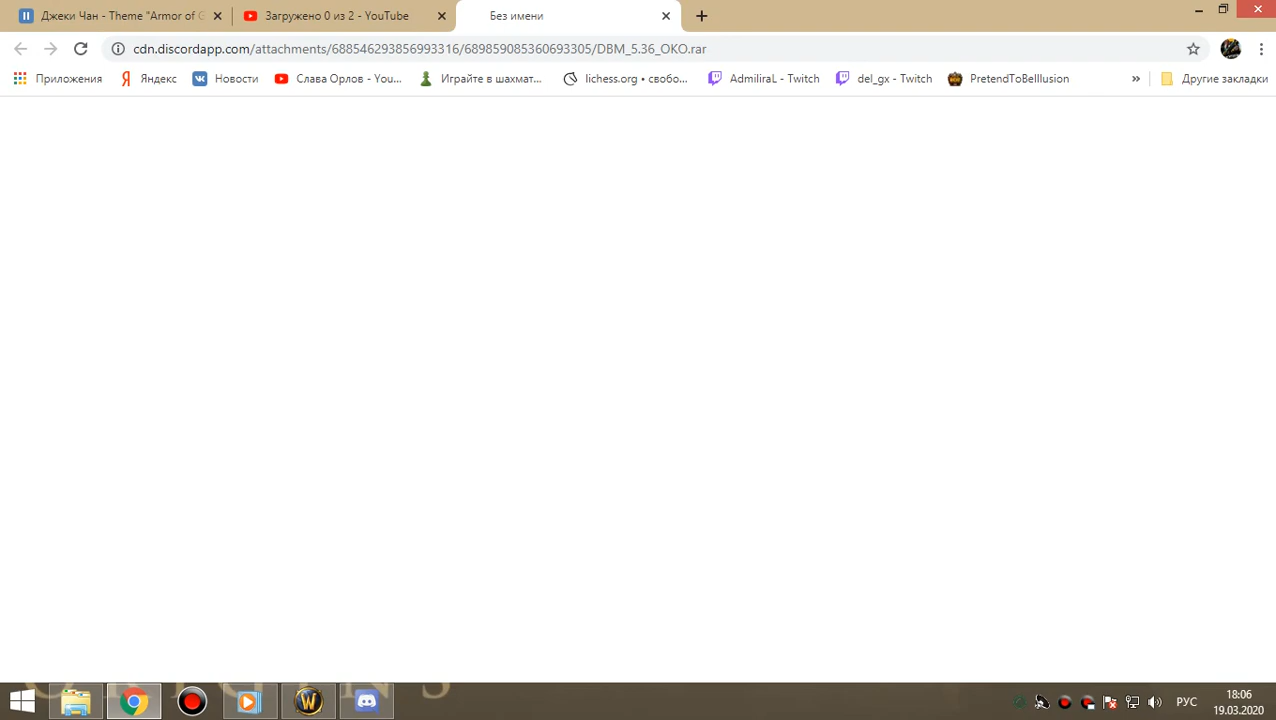 Джеки Чан - Theme "Armor of G
Загружено 0 из 2 - YouTube
Без имени
cdn.discordapp.com/attachments/688546293856993316/689859085360693305/DBM_5.36_OKO.rar
Приложения
Яндекс
Новости
Слава Орлов - You...
Играйте в шахмат...
lichess.org • свобо...
AdmiliraL - Twitch
del_gx - Twitch
PretendToBeIllusion
»
Другие закладки
РУС
18:06
19.03.2020